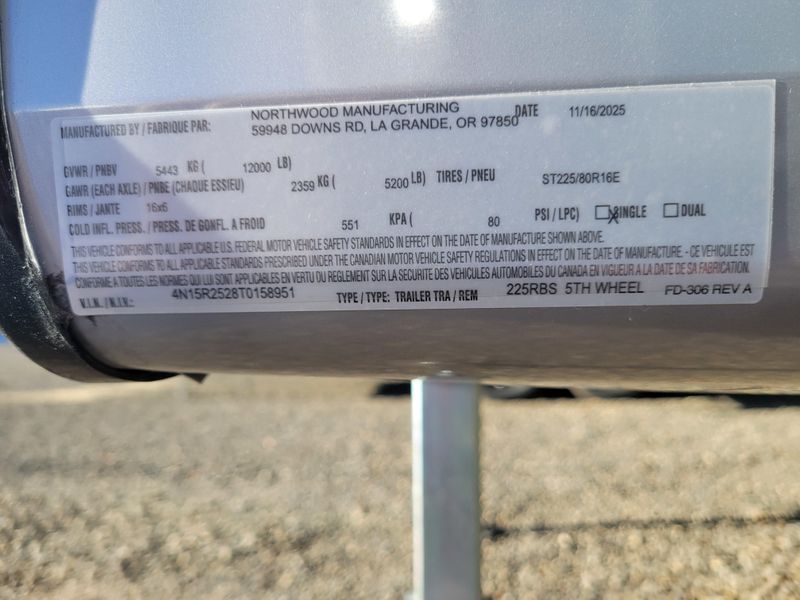 MANUFACTURED BY / FABRIQUE PAR: NORTHWOOD MANUFACTURING DATE 11/16/2025
59948 DOWNS RD, LA GRANDE, OR 97850
GVWR / PNBV 5443 KG ( 12000 LB)
GAWR (EACH AXLE) / PNBE (CHAQUE ESSIEU) 2359 KG ( 5200 LB) TIRES / PNEU ST225/80R16E
RIMS / JANTE 16x6
COLD INFL. PRESS. / PRESS. DE GONFL. A FROID 551 KPA ( 80 PSI / LPC) SINGLE DUAL
THIS VEHICLE CONFORMS TO ALL APPLICABLE U.S. FEDERAL MOTOR VEHICLE SAFETY STANDARDS IN EFFECT ON THE DATE OF MANUFACTURE SHOWN ABOVE.
THIS VEHICLE CONFORMS TO ALL APPLICABLE STANDARDS PRESCRIBED UNDER THE CANADIAN MOTOR VEHICLE SAFETY REGULATIONS IN EFFECT ON THE DATE OF MANUFACTURE. - CE VEHICULE EST
CONFORME A TOUTES LES NORMES QUI LUI SONT APPLICABLES EN VERTU DU REGLEMENT SUR LA SECURITE DES VEHICULES AUTOMOBILES DU CANADA EN VIGUEUR A LA DATE DE SA FABRICATION.
V.I.N. / N.I.N.: 4N15R2528T0158951 TYPE / TYPE: TRAILER TRA / REM 225RBS 5TH WHEEL FD-306 REV A